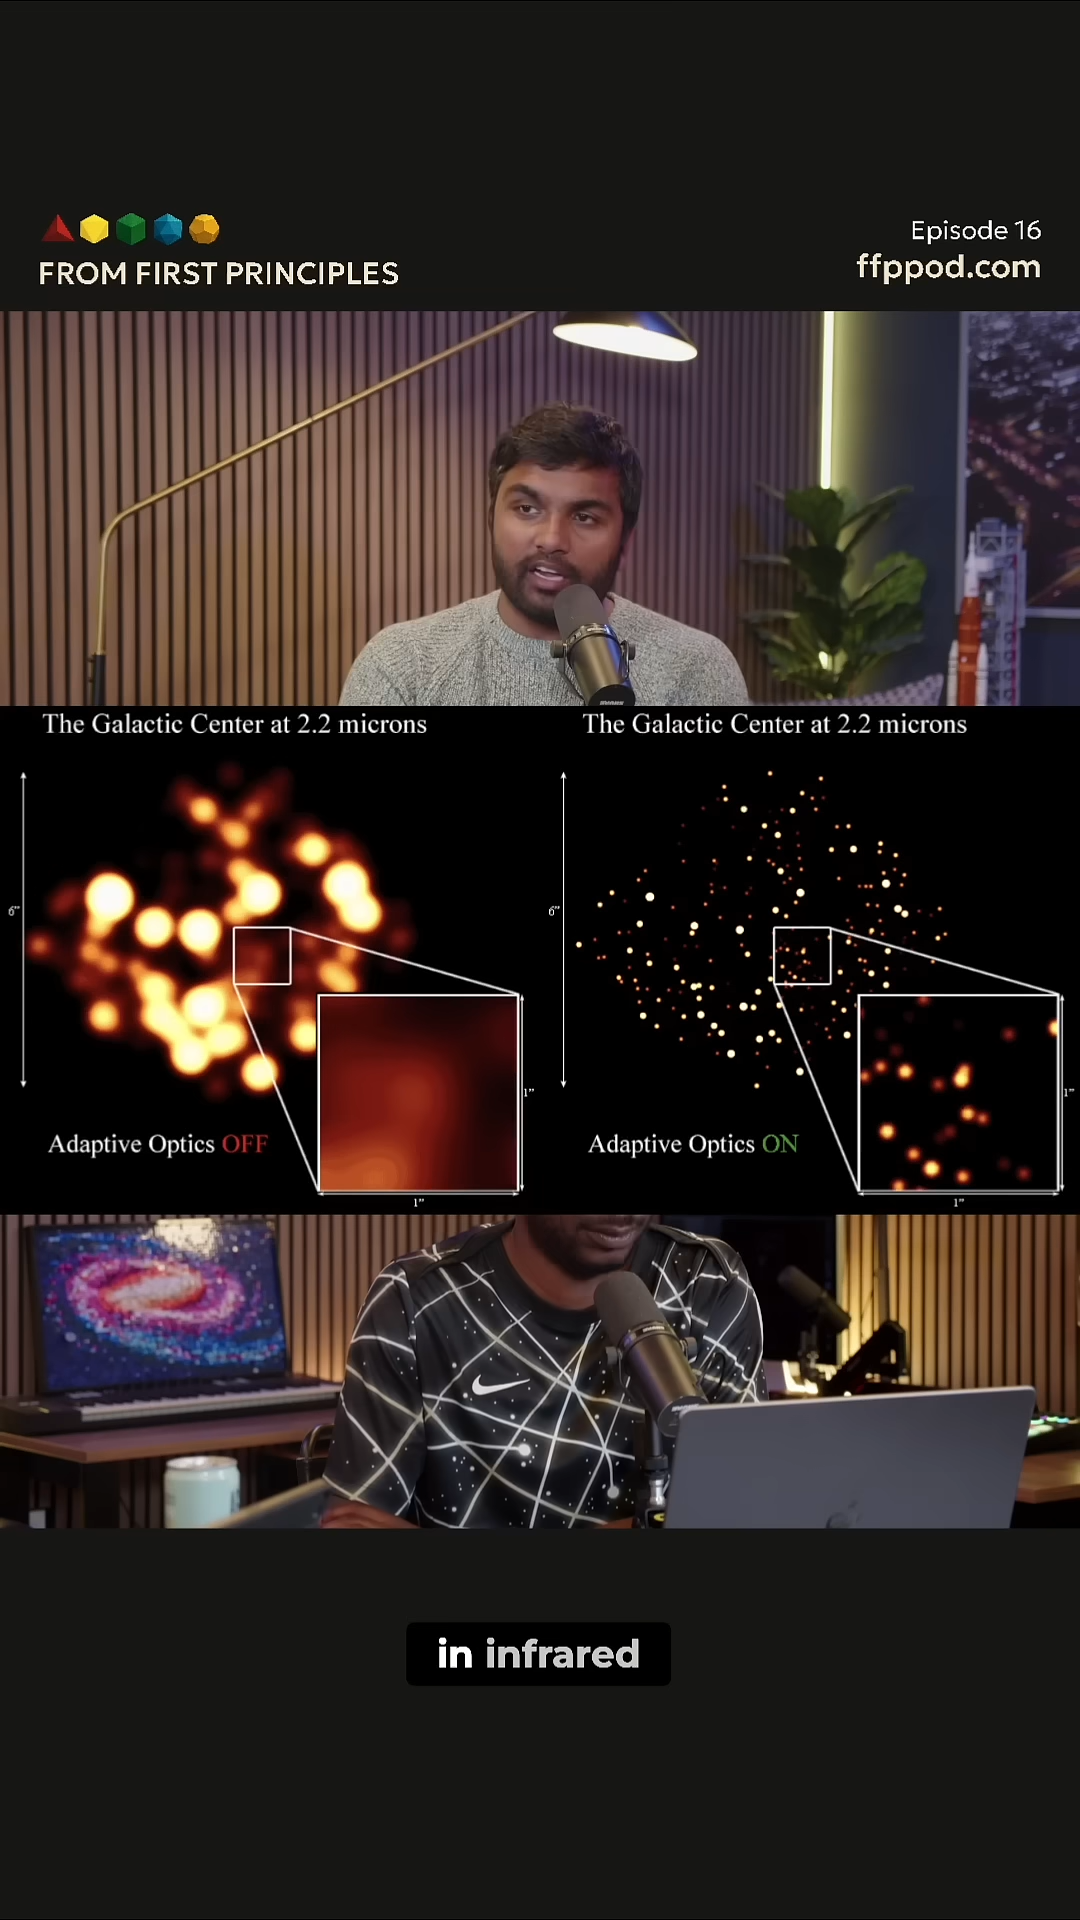 FROM FIRST PRINCIPLES
Episode 16
ffppod.com
The Galactic Center at 2.2 microns
6"
Adaptive Optics OFF
1"
1"
The Galactic Center at 2.2 microns
6"
Adaptive Optics ON
1"
1"
in infrared